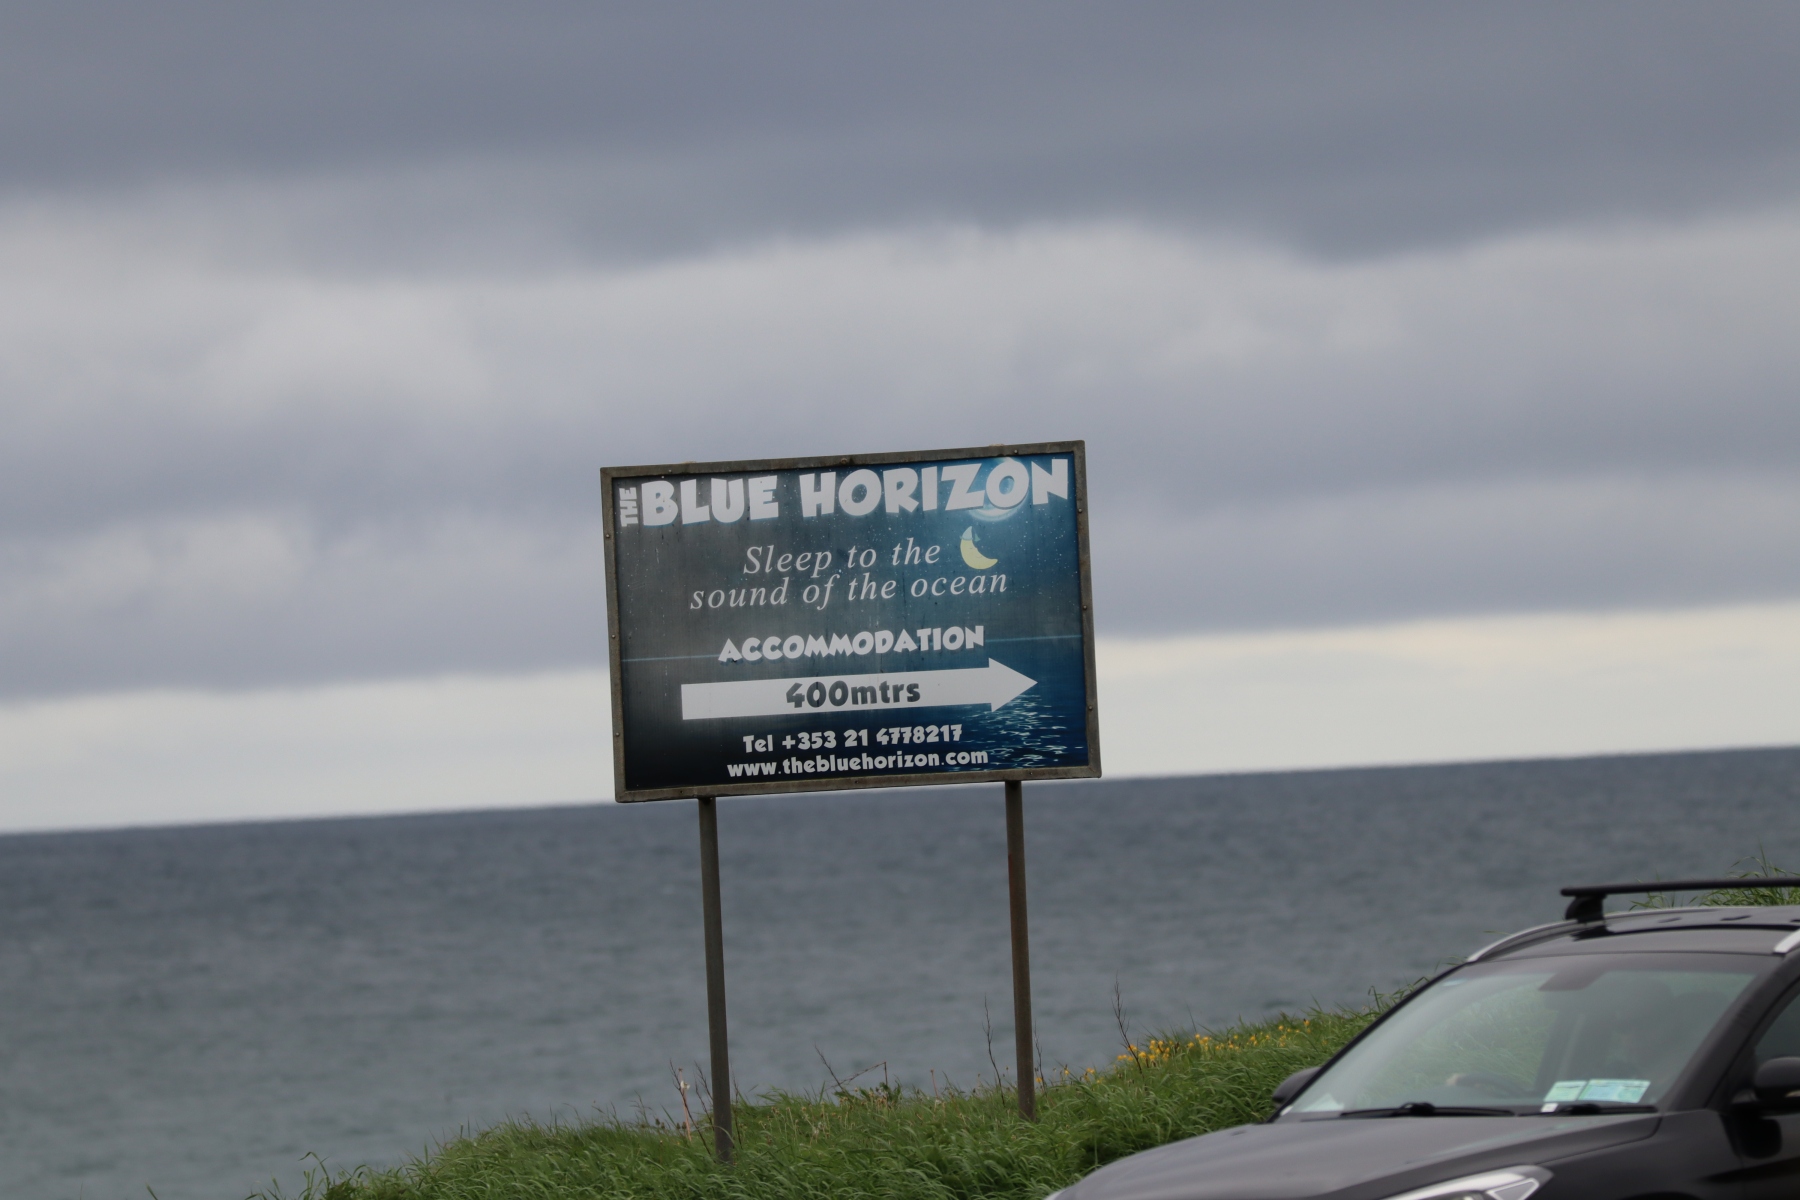 THE BLUE HORIZON
Sleep to the
sound of the ocean
ACCOMMODATION
400mtrs
Tel +353 21 4778217
www.thebluehorizon.com